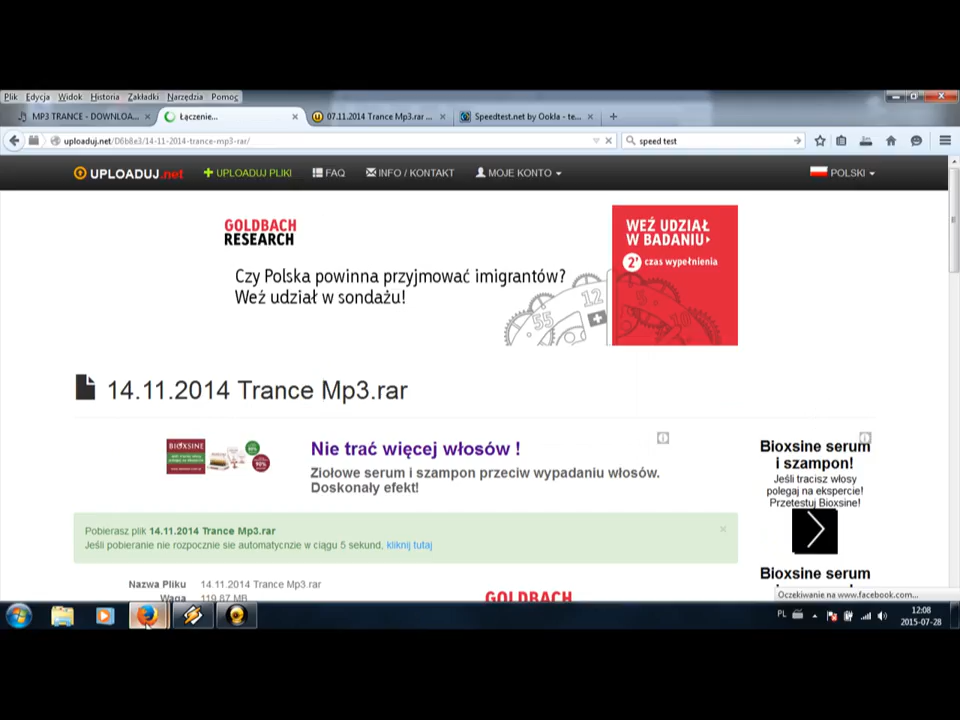 Plik Edycja Widok Historia Zakładki Narzędzia Pomoc
MP3 TRANCE - DOWNLOA...
Łączenie...
07.11.2014 Trance Mp3.rar ...
Speedtest.net by Ookla - te...
uploaduj.net/D6b8e3/14-11-2014-trance-mp3-rar/
speed test
UPLOADUJ.net
UPLOADUJ PLIKI
FAQ
INFO / KONTAKT
MOJE KONTO
POLSKI
GOLDBACH
RESEARCH
Czy Polska powinna przyjmować imigrantów?
Weź udział w sondażu!
WEŹ UDZIAŁ
W BADANIU
2' czas wypełnienia
12
55
5
10
14.11.2014 Trance Mp3.rar
BIOXSINE
Nie trać więcej włosów !
Ziołowe serum i szampon przeciw wypadaniu włosów.
Doskonały efekt!
Bioxsine serum
i szampon!
Jeśli tracisz włosy
polegaj na ekspercie!
Przetestuj Bioxsine!
Pobierasz plik 14.11.2014 Trance Mp3.rar
Jeśli pobieranie nie rozpocznie sie automatycznie w ciągu 5 sekund, kliknij tutaj
Nazwa Pliku 14.11.2014 Trance Mp3.rar
Waga 119.87 MB
GOLDBACH
Bioxsine serum
Oczekiwanie na www.facebook.com...
PL
12:08
2015-07-28